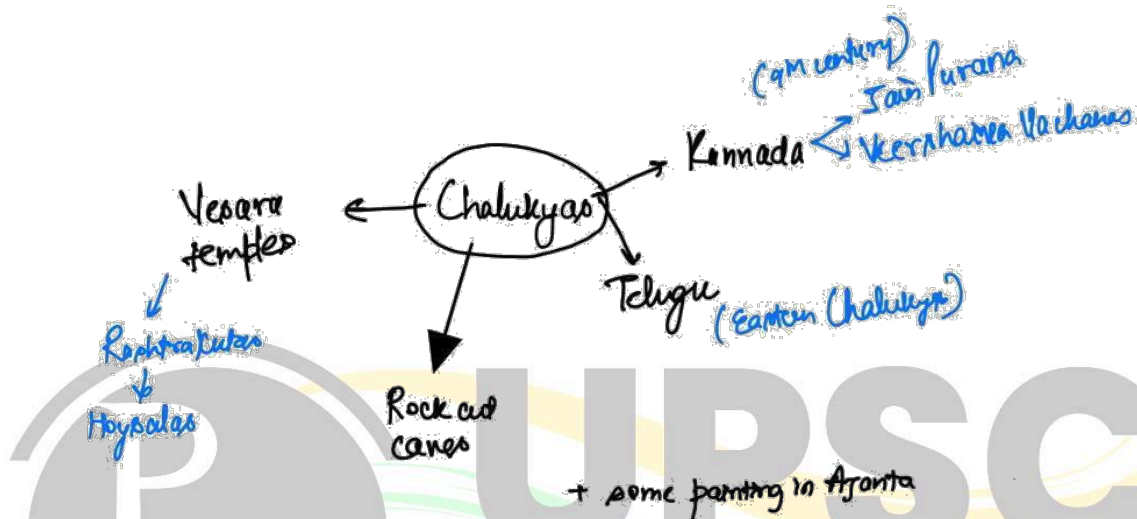 (9th century)
Jain Purana
Kannada
Veershaiva Vachanas
Chalukyas
Vesara
temples
Telugu
(Eastern Chalukyas)
Rashtrakutas
Hoysalas
Rock cut
caves
+ some painting in Ajanta
UPSC